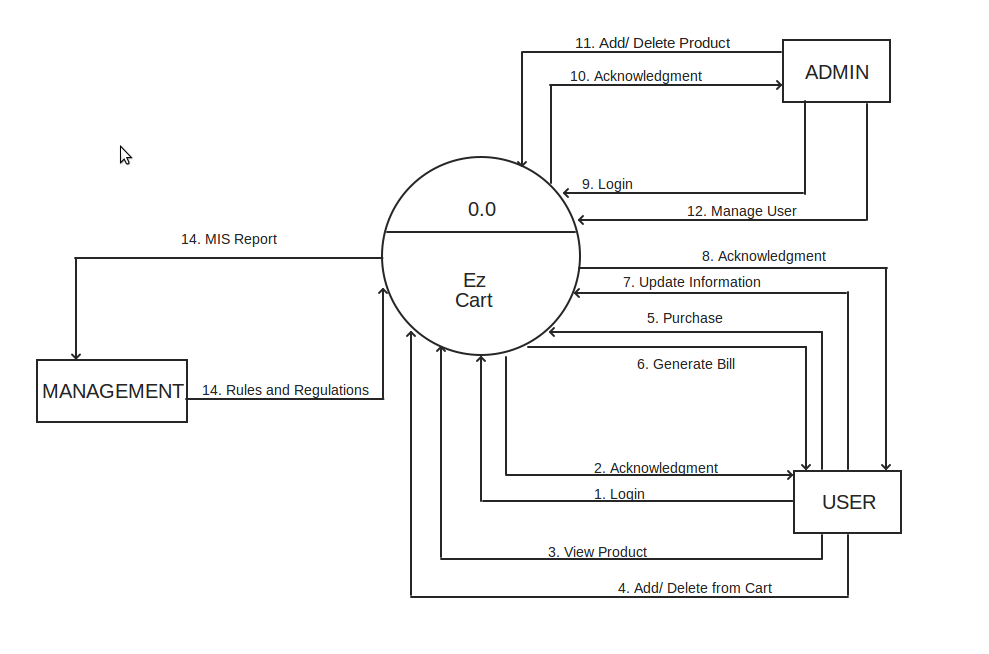 11. Add/ Delete Product
ADMIN
10. Acknowledgment
9. Login
12. Manage User
0.0
14. MIS Report
8. Acknowledgment
Ez
Cart
7. Update Information
5. Purchase
6. Generate Bill
MANAGEMENT
14. Rules and Regulations
2. Acknowledgment
1. Login
USER
3. View Product
4. Add/ Delete from Cart